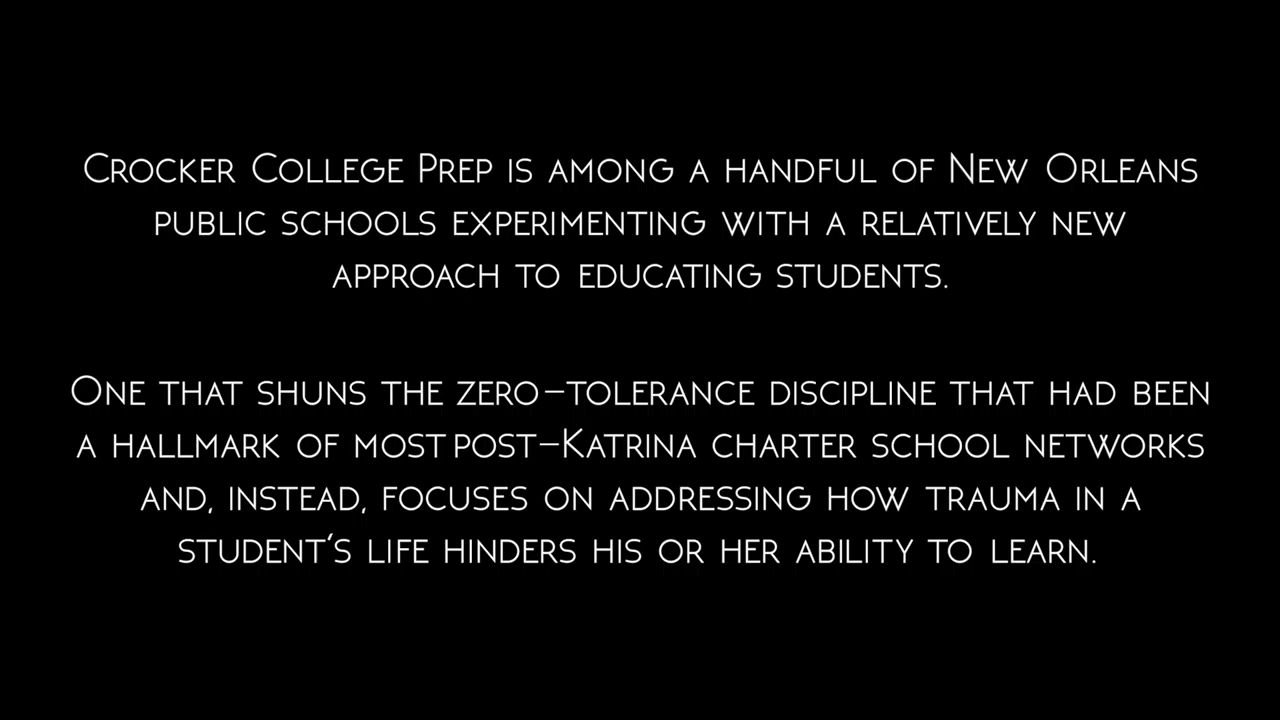 Crocker College Prep is among a handful of New Orleans
public schools experimenting with a relatively new
approach to educating students.
One that shuns the zero-tolerance discipline that had been
a hallmark of most post-Katrina charter school networks
and, instead, focuses on addressing how trauma in a
student's life hinders his or her ability to learn.